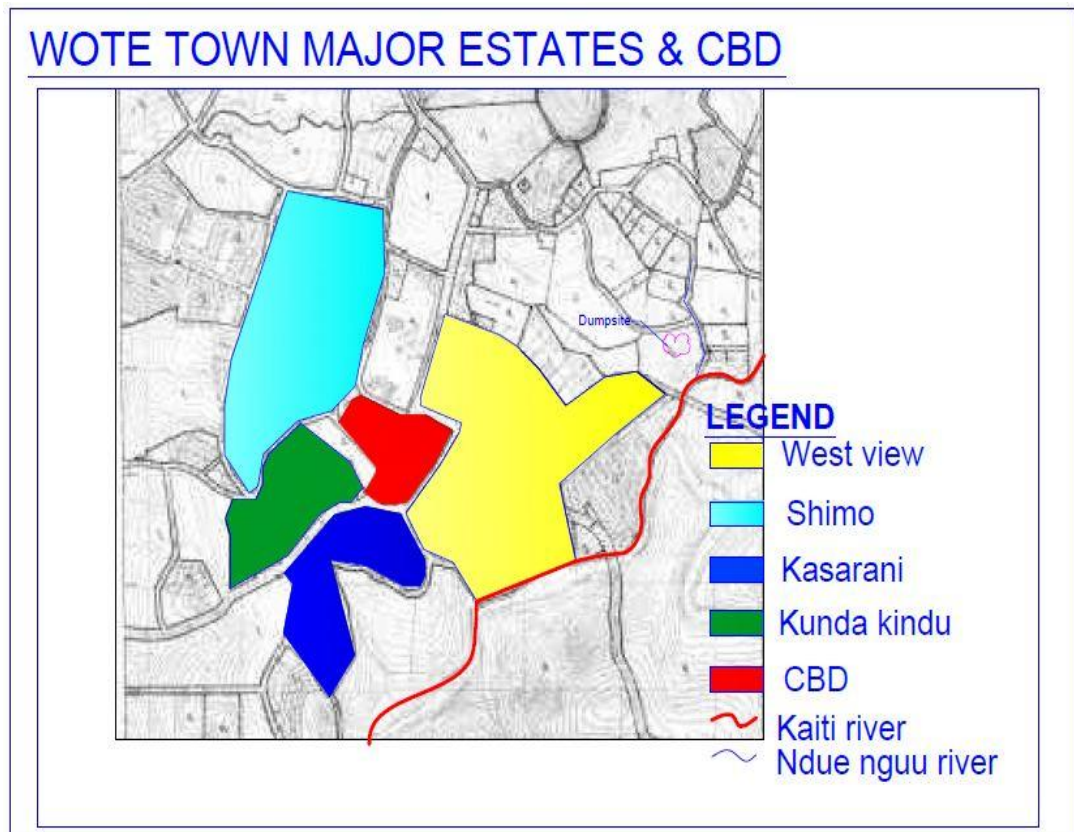 WOTE TOWN MAJOR ESTATES & CBD
Dumpsite
LEGEND
West view
Shimo
Kasarani
Kunda kindu
CBD
Kaiti river
Ndue nguu river